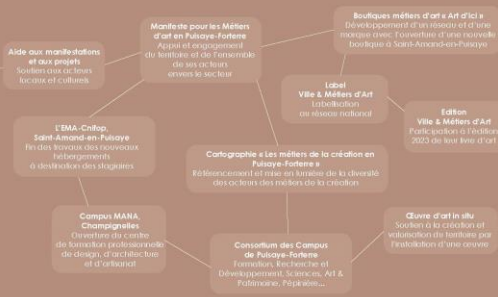 Manifeste pour les Métiers
d'art en Puisaye-Forterre
Appui et engagement
du territoire et de l'ensemble
de ses acteurs
envers le secteur
Boutiques métiers d'art « Art d'Ici »
Développement d'un réseau et d'une
marque avec l'ouverture d'une nouvelle
boutique à Saint-Amand-en-Puisaye
Aide aux manifestations
et aux projets
Soutien aux acteurs
locaux et culturels
Label
Ville & Métiers d'Art
Labellisation
au réseau national
Edition
Ville & Métiers d'Art
Participation à l'édition
2023 de leur livre d'art
L'EMA-Cnifop,
Saint-Amand-en-Puisaye
Fin des travaux des nouveaux
hébergements
à destination des stagiaires
Cartographie « Les métiers de la création en
Puisaye-Forterre »
Référencement et mise en lumière de la diversité
des acteurs des métiers de la création
Campus MANA,
Champignelles
Ouverture du centre
de formation professionnelle
de design, d'architecture
et d'artisanat
Consortium des Campus
de Puisaye-Forterre
Formation, Recherche et
Développement, Sciences, Art &
Patrimoine, Pépinière...
Œuvre d'art in situ
Soutien à la création et
valorisation du territoire par
l'installation d'une œuvre